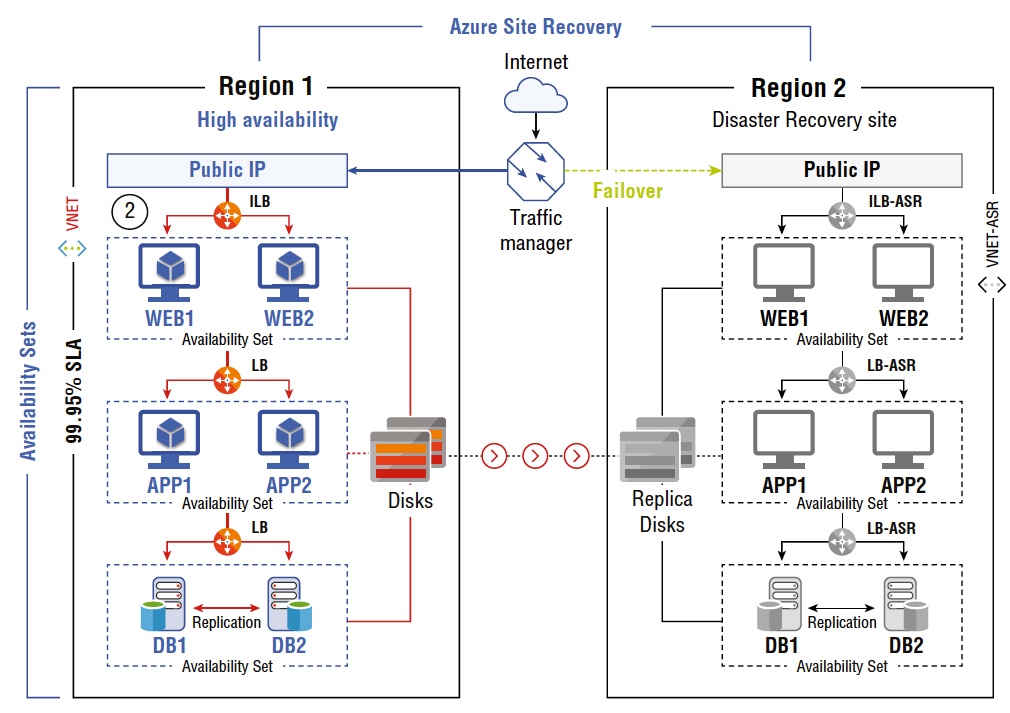 Azure Site Recovery
Internet
Region 1
High availability
Region 2
Disaster Recovery site
Public IP
Public IP
Failover
Traffic
manager
2
VNET
ILB
ILB-ASR
VNET-ASR
WEB1
WEB2
Availability Set
WEB1
WEB2
Availability Set
Availability Sets
99.95% SLA
LB
LB-ASR
APP1
APP2
Availability Set
Disks
Replica
Disks
APP1
APP2
Availability Set
LB
LB-ASR
Replication
DB1
DB2
Availability Set
Replication
DB1
DB2
Availability Set